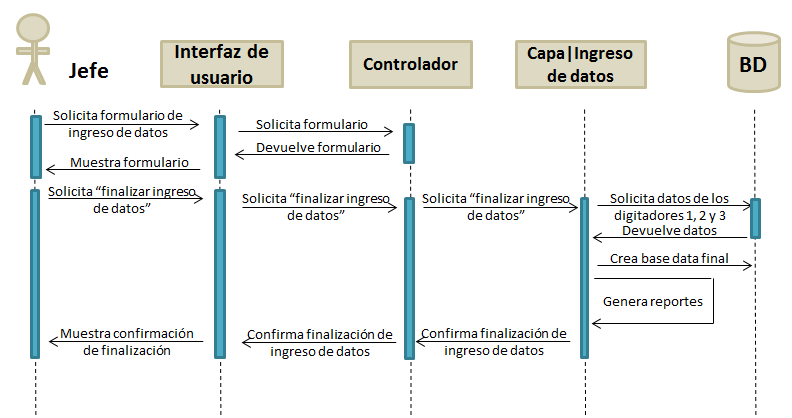 Jefe
Interfaz de
usuario
Controlador
Capa|Ingreso
de datos
BD
Solicita formulario de
ingreso de datos
Solicita formulario
Devuelve formulario
Muestra formulario
Solicita “finalizar ingreso
de datos”
Solicita “finalizar ingreso
de datos”
Solicita “finalizar ingreso
de datos”
Solicita datos de los
digitadores 1, 2 y 3
Devuelve datos
Crea base data final
Genera reportes
Muestra confirmación
de finalización
Confirma finalización de
ingreso de datos
Confirma finalización de
ingreso de datos